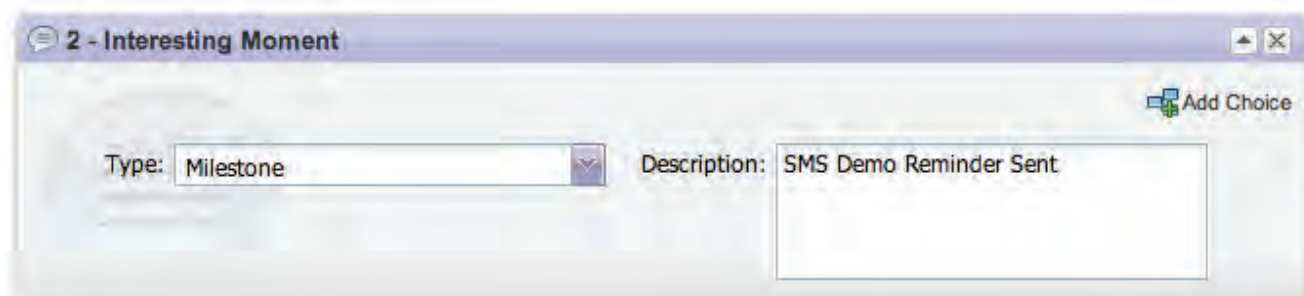 2 - Interesting Moment
Add Choice
Type: Milestone Description: SMS Demo Reminder Sent